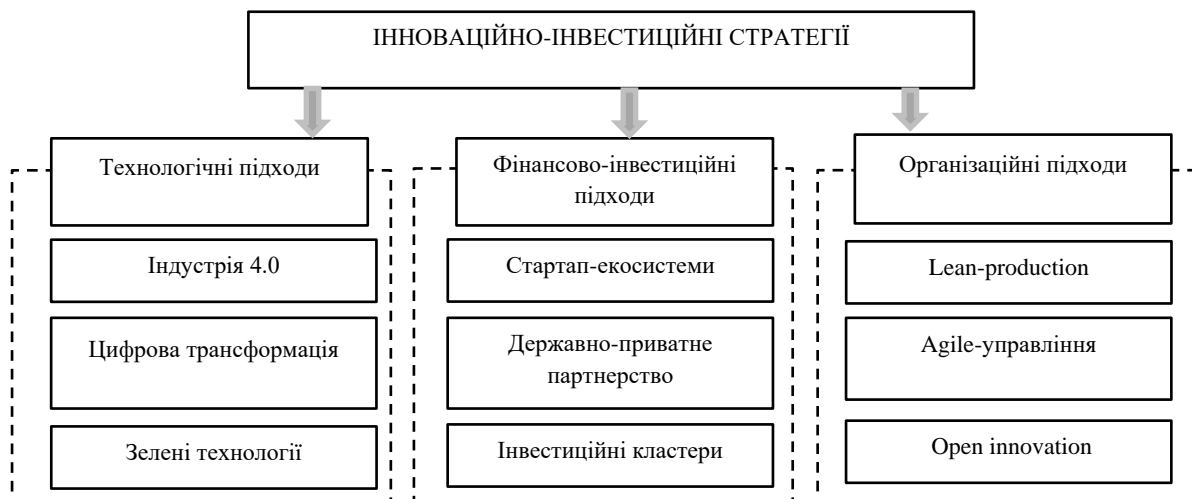 ІННОВАЦІЙНО-ІНВЕСТИЦІЙНІ СТРАТЕГІЇ
Технологічні підходи
Індустрія 4.0
Цифрова трансформація
Зелені технології
Фінансово-інвестиційні
підходи
Стартап-екосистеми
Державно-приватне
партнерство
Інвестиційні кластери
Організаційні підходи
Lean-production
Agile-управління
Open innovation